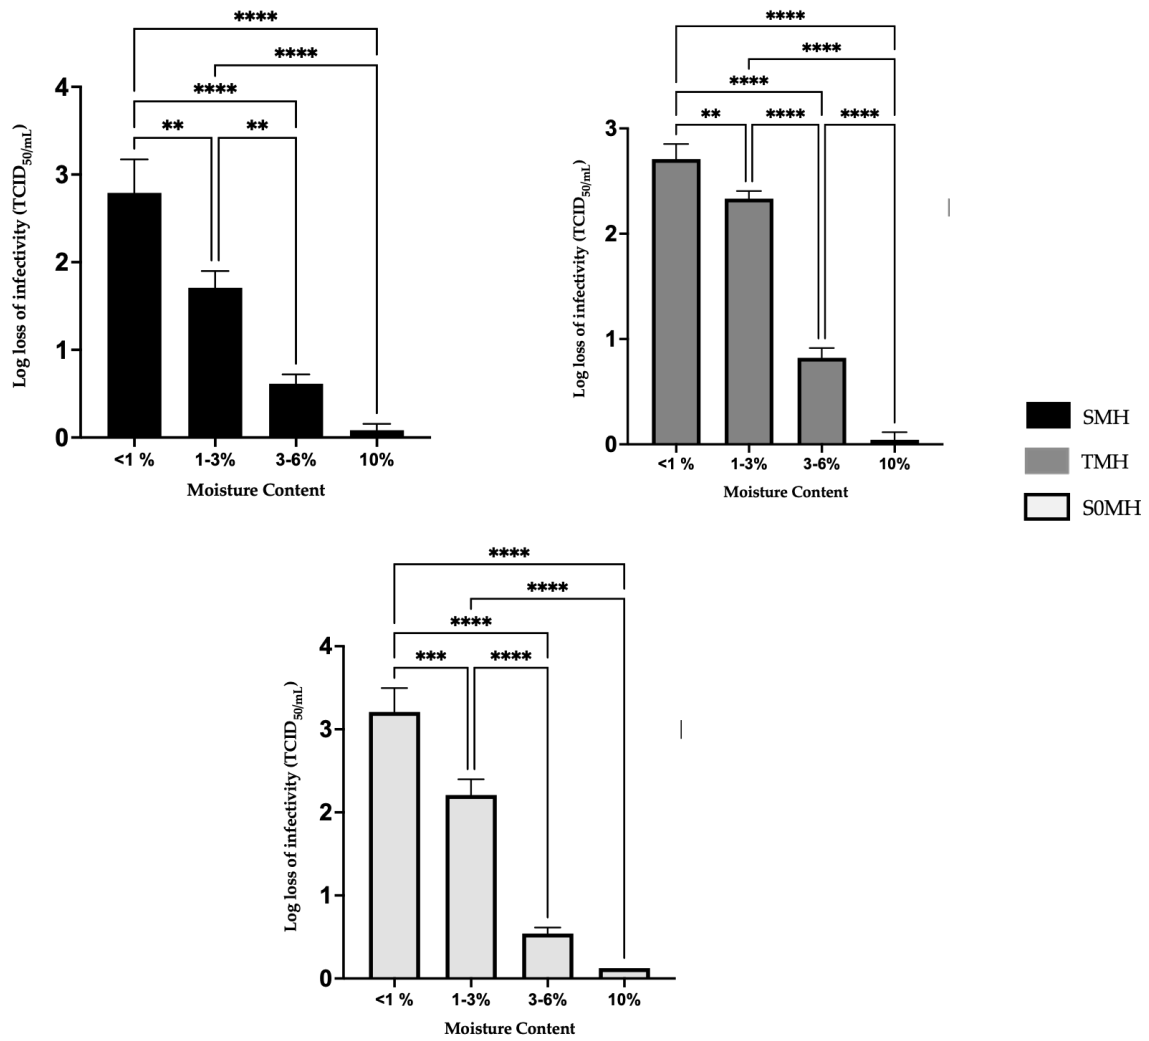 ****
****
****
** **
4
3
2
1
0
Log loss of infectivity (TCID50/mL)
<1 % 1-3% 3-6% 10%
Moisture Content
****
****
****
** **** ****
3
2
1
0
Log loss of infectivity (TCID50/mL)
<1 % 1-3% 3-6% 10%
Moisture Content
SMH
TMH
S0MH
****
****
****
*** ****
4
3
2
1
0
Log loss of infectivity (TCID50/mL)
<1 % 1-3% 3-6% 10%
Moisture Content